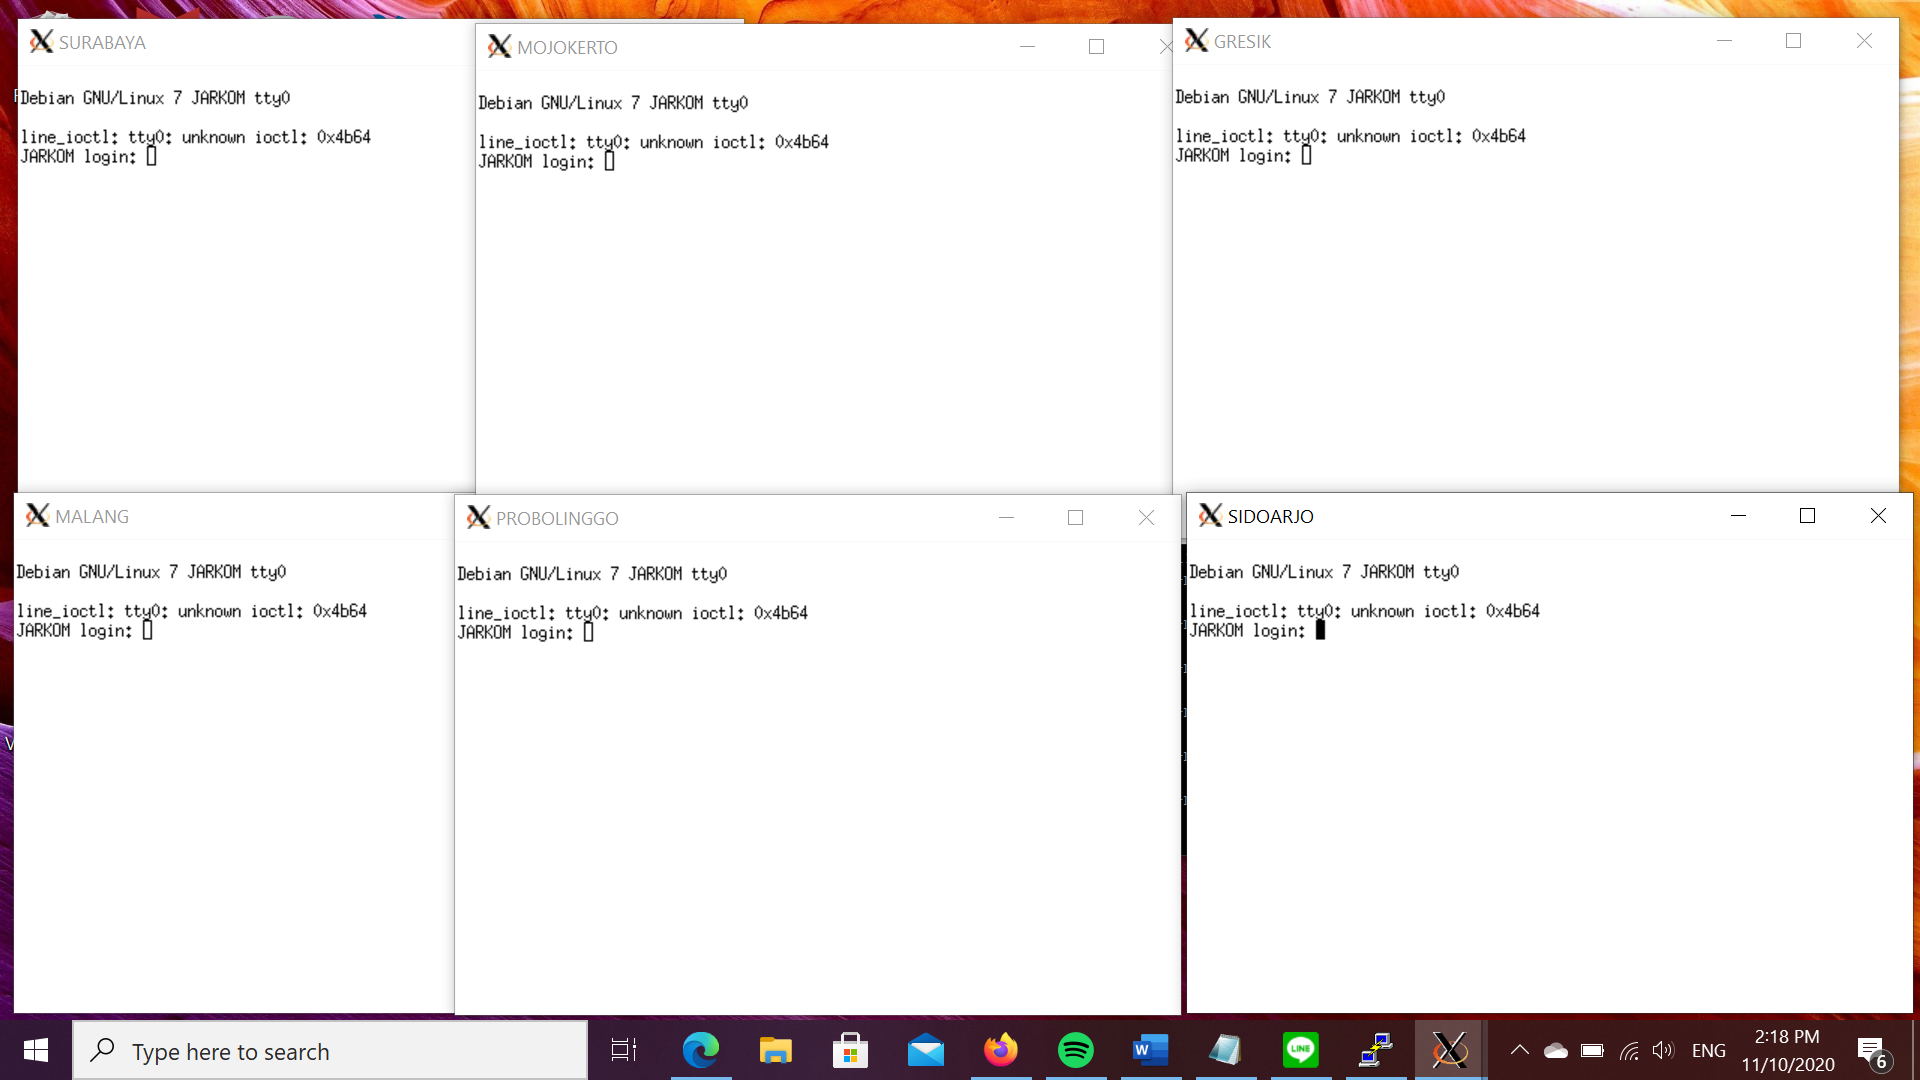 SURABAYA
Debian GNU/Linux 7 JARKOM tty0
line_ioctl: tty0: unknown ioctl: 0x4b64
JARKOM login:
MOJOKERTO
Debian GNU/Linux 7 JARKOM tty0
line_ioctl: tty0: unknown ioctl: 0x4b64
JARKOM login:
GRESIK
Debian GNU/Linux 7 JARKOM tty0
line_ioctl: tty0: unknown ioctl: 0x4b64
JARKOM login:
MALANG
Debian GNU/Linux 7 JARKOM tty0
line_ioctl: tty0: unknown ioctl: 0x4b64
JARKOM login:
PROBOLINGGO
Debian GNU/Linux 7 JARKOM tty0
line_ioctl: tty0: unknown ioctl: 0x4b64
JARKOM login:
SIDOARJO
Debian GNU/Linux 7 JARKOM tty0
line_ioctl: tty0: unknown ioctl: 0x4b64
JARKOM login:
Type here to search
W
LINE
ENG
2:18 PM
11/10/2020
6